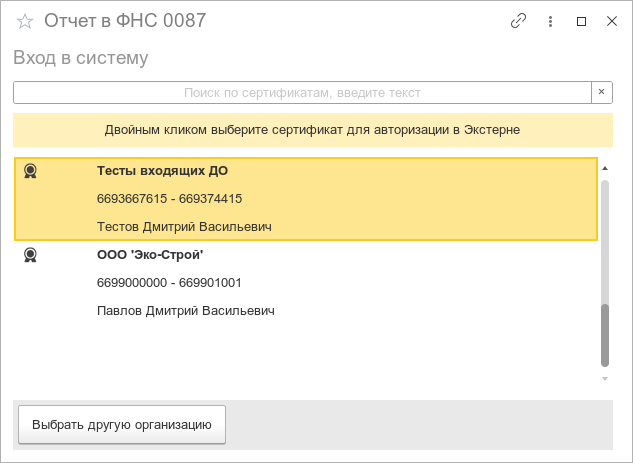 Отчет в ФНС 0087
Вход в систему
Поиск по сертификатам, введите текст
Двойным кликом выберите сертификат для авторизации в Экстерне
Тесты входящих ДО
6693667615 - 669374415
Тестов Дмитрий Васильевич
ООО 'Эко-Строй'
6699000000 - 669901001
Павлов Дмитрий Васильевич
Выбрать другую организацию